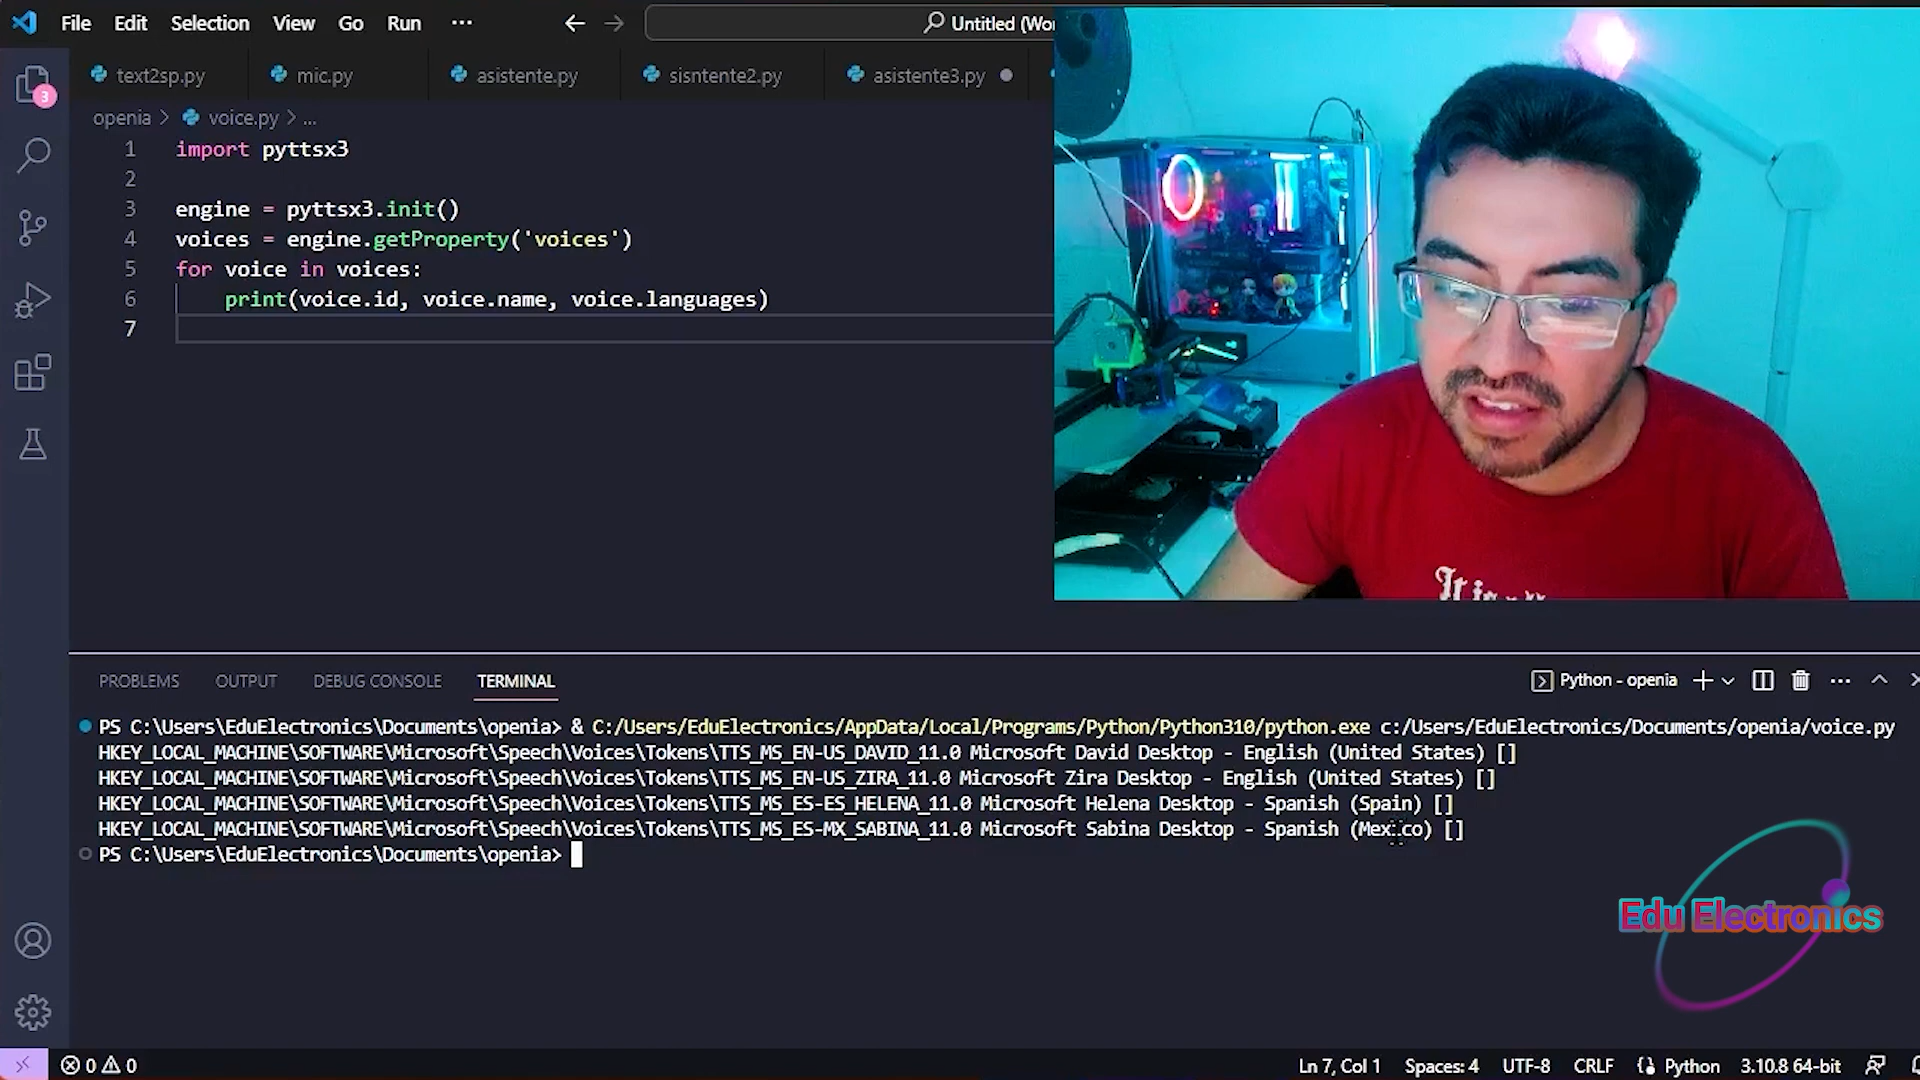 File Edit Selection View Go Run ··· Untitled (Wor
text2sp.py mic.py asistente.py sisntente2.py asistente3.py
3
openia > voice.py > ...
1 import pyttsx3
2
3 engine = pyttsx3.init()
4 voices = engine.getProperty('voices')
5 for voice in voices:
6 print(voice.id, voice.name, voice.languages)
7
PROBLEMS OUTPUT DEBUG CONSOLE TERMINAL Python - openia
PS C:\Users\EduElectronics\Documents\openia> & C:/Users/EduElectronics/AppData/Local/Programs/Python/Python310/python.exe c:/Users/EduElectronics/Documents/openia/voice.py
HKEY_LOCAL_MACHINE\SOFTWARE\Microsoft\Speech\Voices\Tokens\TTS_MS_EN-US_DAVID_11.0 Microsoft David Desktop - English (United States) []
HKEY_LOCAL_MACHINE\SOFTWARE\Microsoft\Speech\Voices\Tokens\TTS_MS_EN-US_ZIRA_11.0 Microsoft Zira Desktop - English (United States) []
HKEY_LOCAL_MACHINE\SOFTWARE\Microsoft\Speech\Voices\Tokens\TTS_MS_ES-ES_HELENA_11.0 Microsoft Helena Desktop - Spanish (Spain) []
HKEY_LOCAL_MACHINE\SOFTWARE\Microsoft\Speech\Voices\Tokens\TTS_MS_ES-MX_SABINA_11.0 Microsoft Sabina Desktop - Spanish (Mexico) []
PS C:\Users\EduElectronics\Documents\openia>
Edu Electronics
0 0 Ln 7, Col 1 Spaces: 4 UTF-8 CRLF Python 3.10.8 64-bit